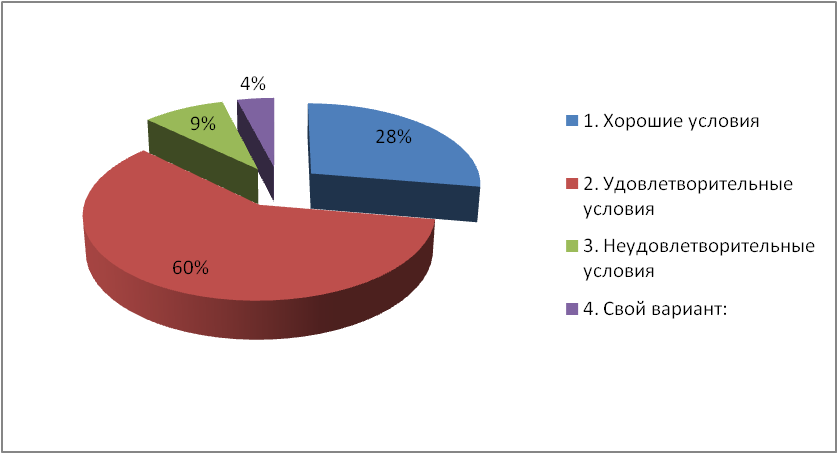 4%
9%
28%
60%
1. Хорошие условия
2. Удовлетворительные
условия
3. Неудовлетворительные
условия
4. Свой вариант: